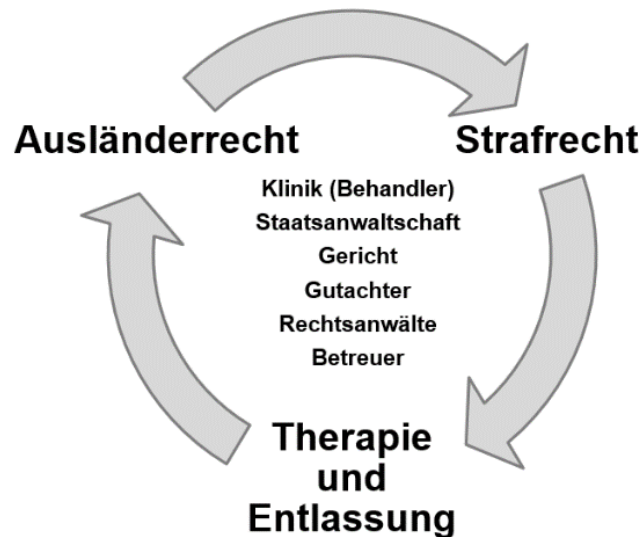 Ausländerrecht
Strafrecht
Klinik (Behandler)
Staatsanwaltschaft
Gericht
Gutachter
Rechtsanwälte
Betreuer
Therapie
und
Entlassung